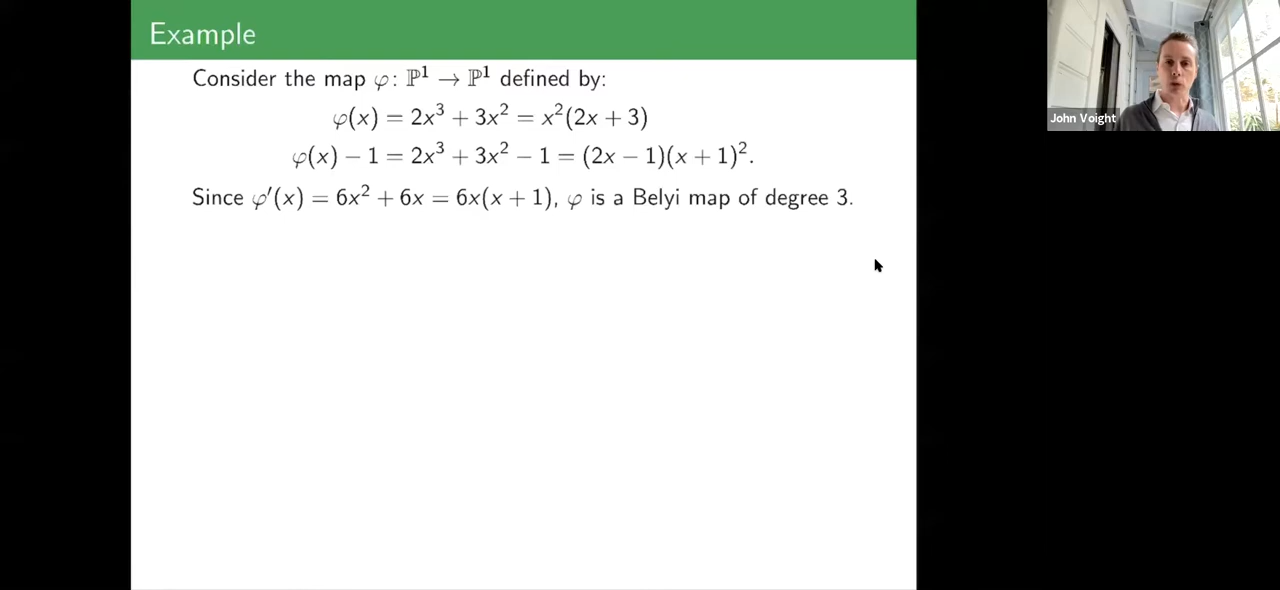 Example
Consider the map φ: ℙ¹ → ℙ¹ defined by:
φ(x) = 2x³ + 3x² = x²(2x + 3)
φ(x) − 1 = 2x³ + 3x² − 1 = (2x − 1)(x + 1)².
Since φ′(x) = 6x² + 6x = 6x(x + 1), φ is a Belyi map of degree 3.
John Voight